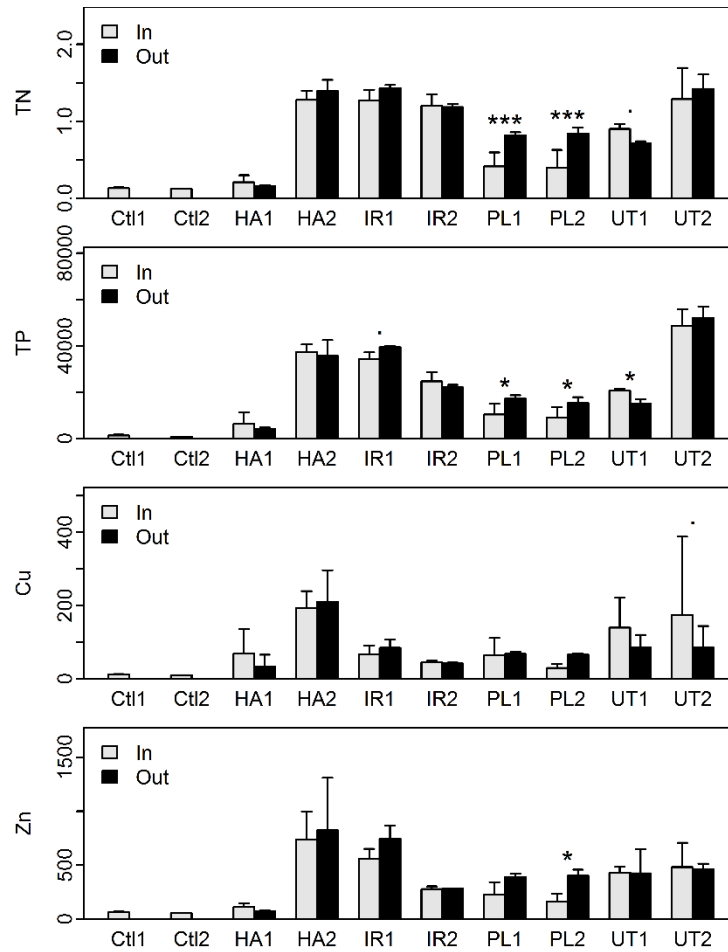 In
Out
TN
2.0
1.0
0.0
***
***
.
Ctl1 Ctl2 HA1 HA2 IR1 IR2 PL1 PL2 UT1 UT2
In
Out
TP
80000
40000
0
.
*
*
*
Ctl1 Ctl2 HA1 HA2 IR1 IR2 PL1 PL2 UT1 UT2
In
Out
Cu
400
200
0
.
Ctl1 Ctl2 HA1 HA2 IR1 IR2 PL1 PL2 UT1 UT2
In
Out
Zn
1500
500
0
*
Ctl1 Ctl2 HA1 HA2 IR1 IR2 PL1 PL2 UT1 UT2